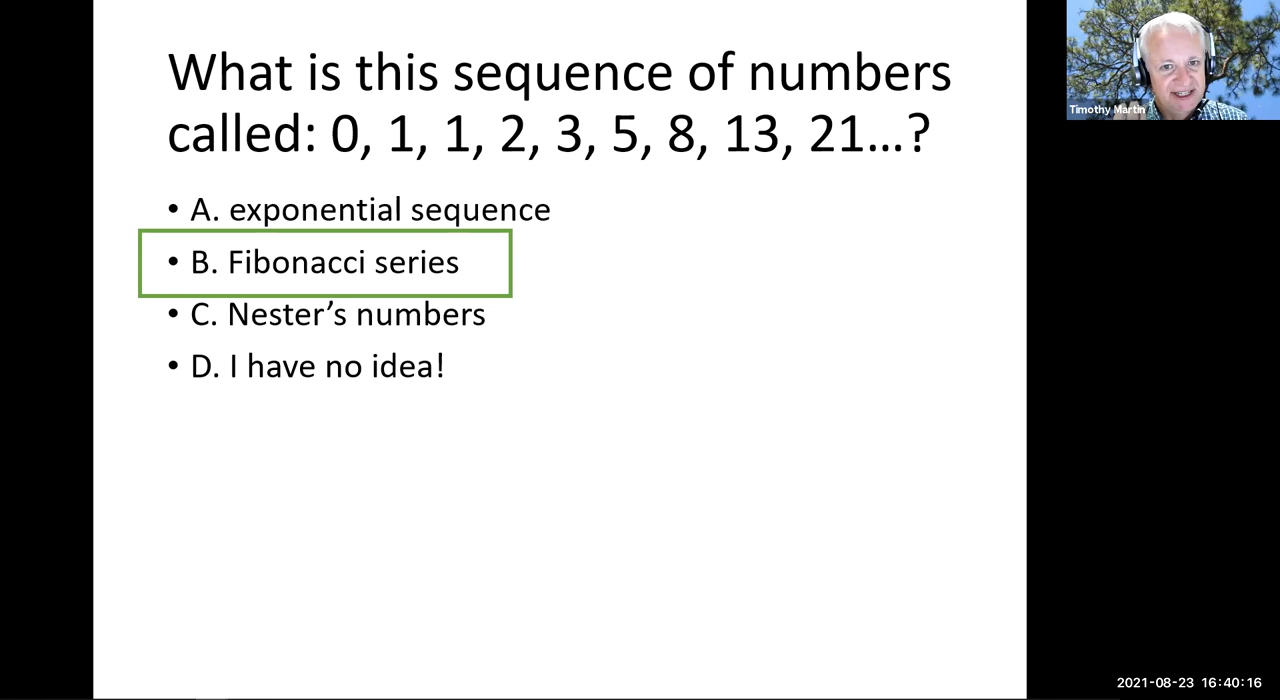 What is this sequence of numbers
called: 0, 1, 1, 2, 3, 5, 8, 13, 21…?
• A. exponential sequence
• B. Fibonacci series
• C. Nester’s numbers
• D. I have no idea!
Timothy Martin
2021-08-23 16:40:16